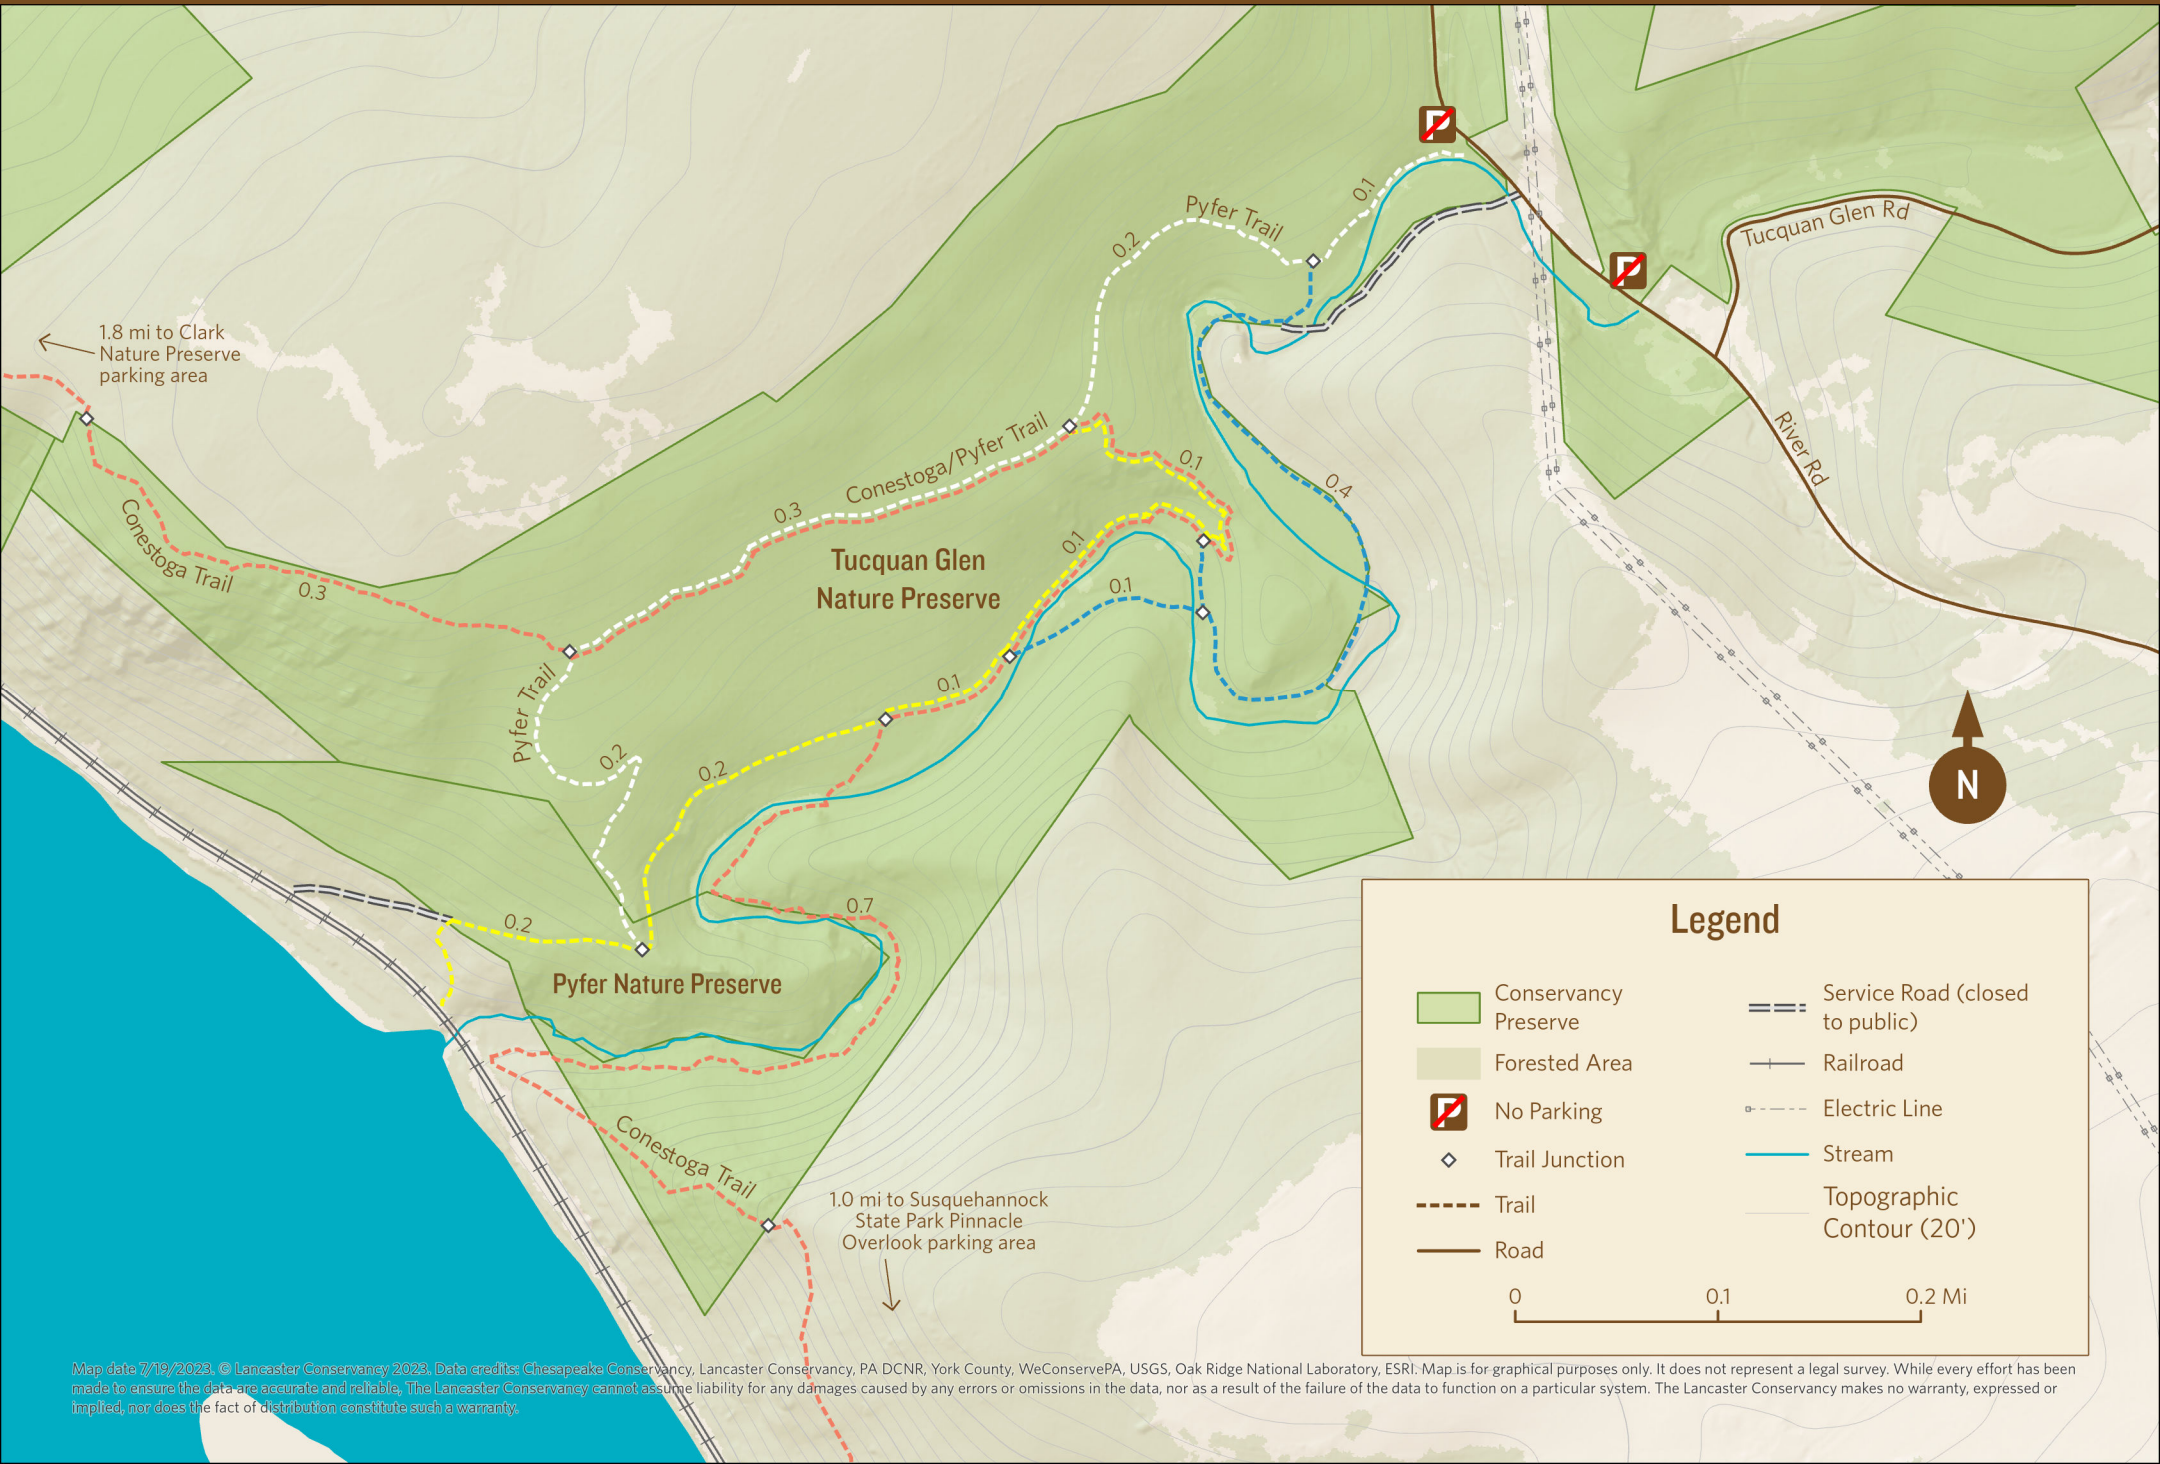 Pyfer Trail
0.1
0.2
Tucquan Glen Rd
1.8 mi to Clark
Nature Preserve
parking area
River Rd
Conestoga/Pyfer Trail
0.1
0.4
0.3
Conestoga Trail
0.3
Tucquan Glen
Nature Preserve
0.1
0.1
Pyfer Trail
0.1
0.2
0.2
N
0.7
0.2
Pyfer Nature Preserve
Conestoga Trail
1.0 mi to Susquehannock
State Park Pinnacle
Overlook parking area
P
P
Legend
Conservancy
Preserve
Forested Area
P
No Parking
Trail Junction
Trail
Road
Service Road (closed
to public)
Railroad
Electric Line
Stream
Topographic
Contour (20')
0 0.1 0.2 Mi
Map date 7/19/2023. © Lancaster Conservancy 2023. Data credits: Chesapeake Conservancy, Lancaster Conservancy, PA DCNR, York County, WeConservePA, USGS, Oak Ridge National Laboratory, ESRI. Map is for graphical purposes only. It does not represent a legal survey. While every effort has been
made to ensure the data are accurate and reliable, The Lancaster Conservancy cannot assume liability for any damages caused by any errors or omissions in the data, nor as a result of the failure of the data to function on a particular system. The Lancaster Conservancy makes no warranty, expressed or
implied, nor does the fact of distribution constitute such a warranty.